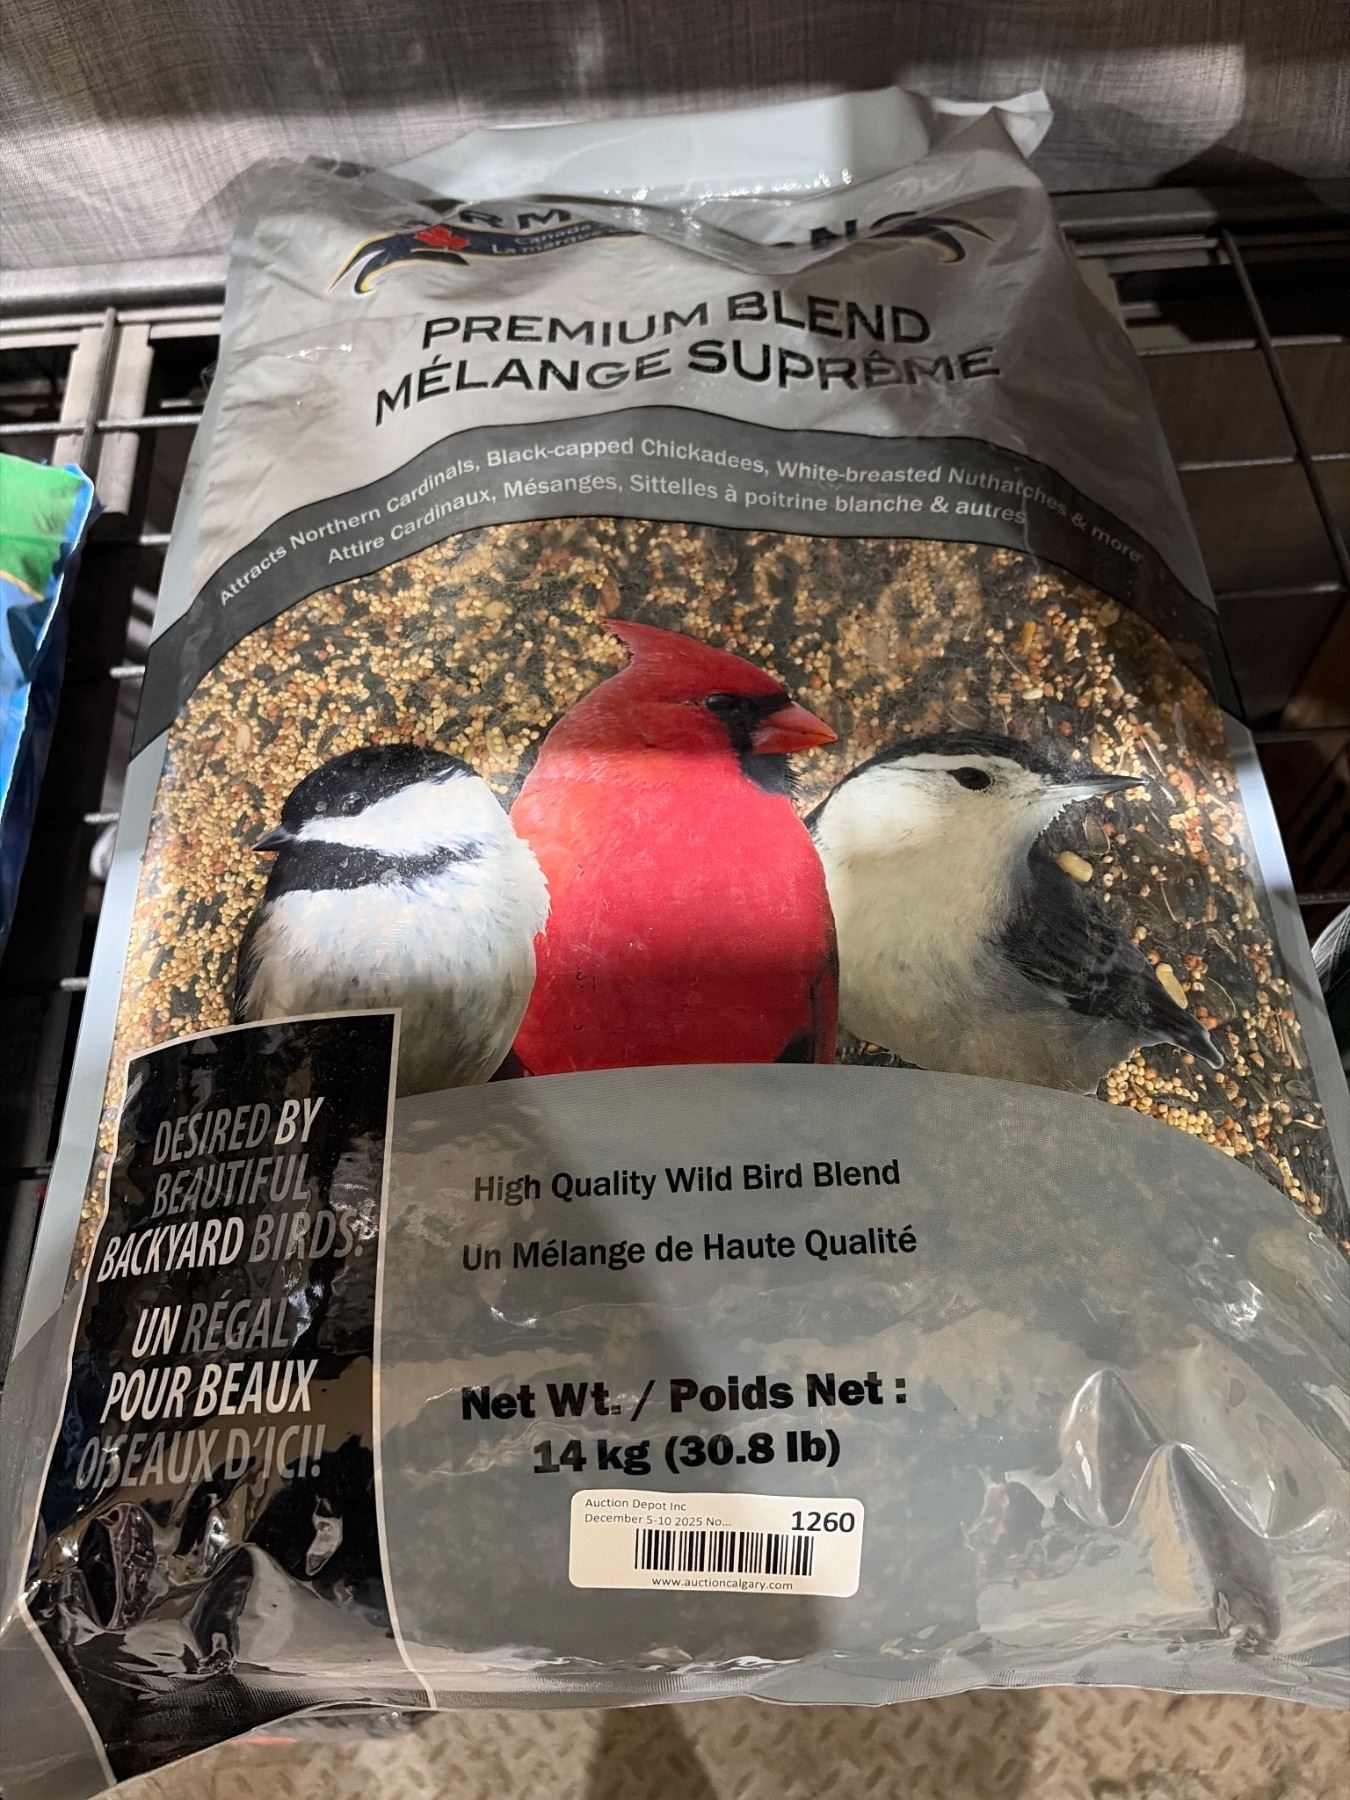 Canada
PREMIUM BLEND
MÉLANGE SUPRÊME
Attracts Northern Cardinals, Black-capped Chickadees, White-breasted Nuthatches & more
Attire Cardinaux, Mésanges, Sittelles à poitrine blanche & autres
DESIRED BY
BEAUTIFUL
BACKYARD BIRDS!
UN RÉGAL
POUR BEAUX
OISEAUX D'ICI!
High Quality Wild Bird Blend
Un Mélange de Haute Qualité
Net Wt. / Poids Net :
14 kg (30.8 lb)
Auction Depot Inc
December 5-10 2025 No...
1260
www.auctioncalgary.com